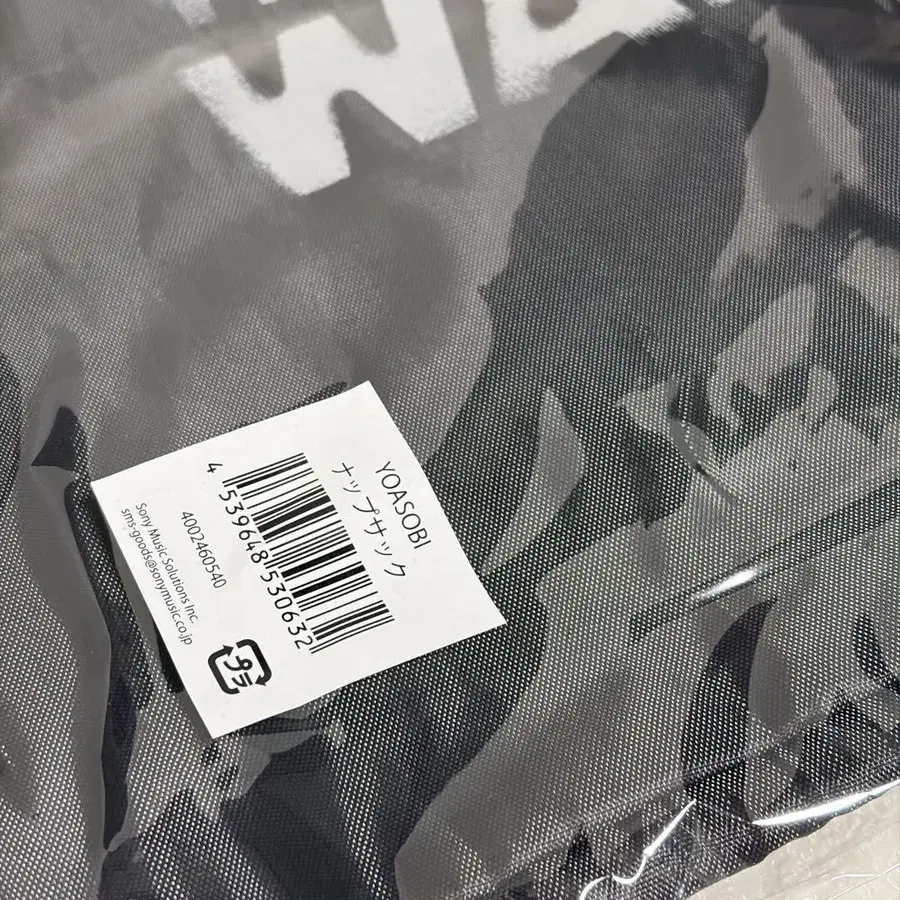 WA
YOASOBI
ナップサック
4 539648 530632
4002460540
Sony Music Solutions Inc.
sms-goods@sonymusic.co.jp
プラ